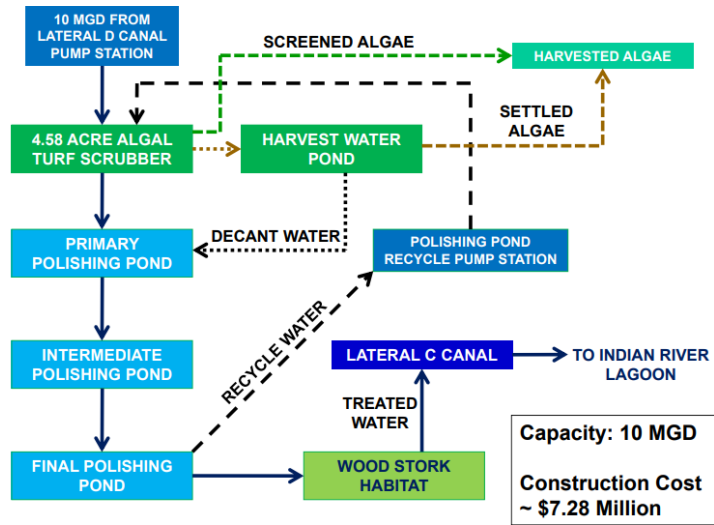 10 MGD FROM
LATERAL D CANAL
PUMP STATION
SCREENED ALGAE
HARVESTED ALGAE
4.58 ACRE ALGAL
TURF SCRUBBER
HARVEST WATER
POND
SETTLED
ALGAE
DECANT WATER
PRIMARY
POLISHING POND
POLISHING POND
RECYCLE PUMP STATION
RECYCLE WATER
INTERMEDIATE
POLISHING POND
LATERAL C CANAL
TO INDIAN RIVER
LAGOON
TREATED
WATER
FINAL POLISHING
POND
WOOD STORK
HABITAT
Capacity: 10 MGD
Construction Cost
~ $7.28 Million